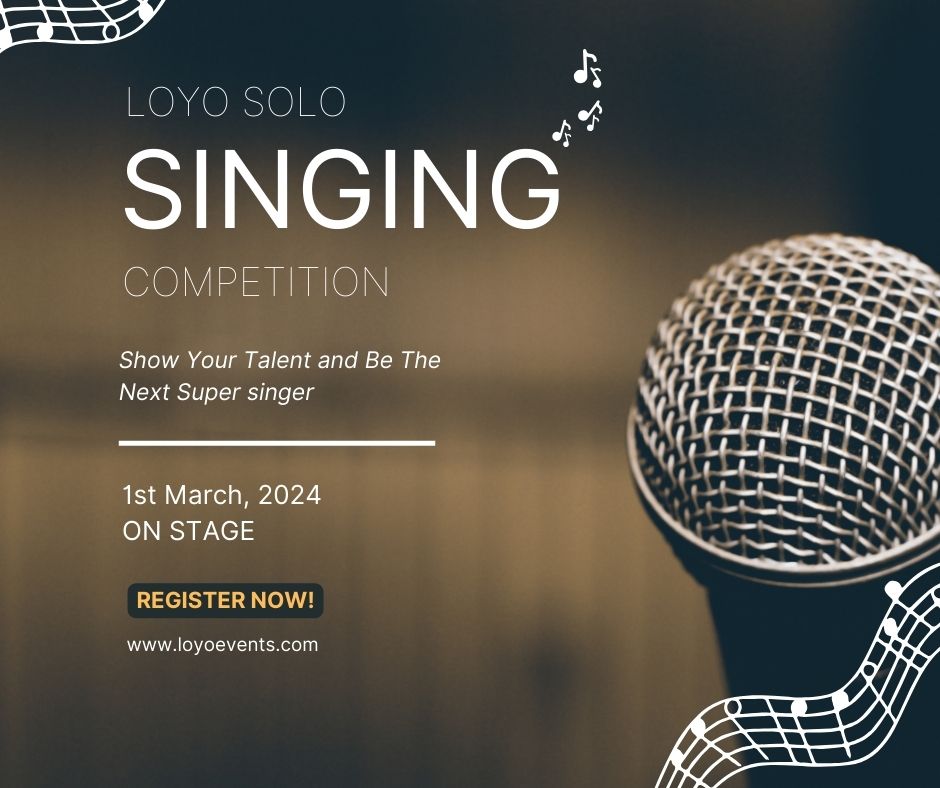 LOYO SOLO
SINGING
COMPETITION
Show Your Talent and Be The
Next Super singer
1st March, 2024
ON STAGE
REGISTER NOW!
www.loyoevents.com